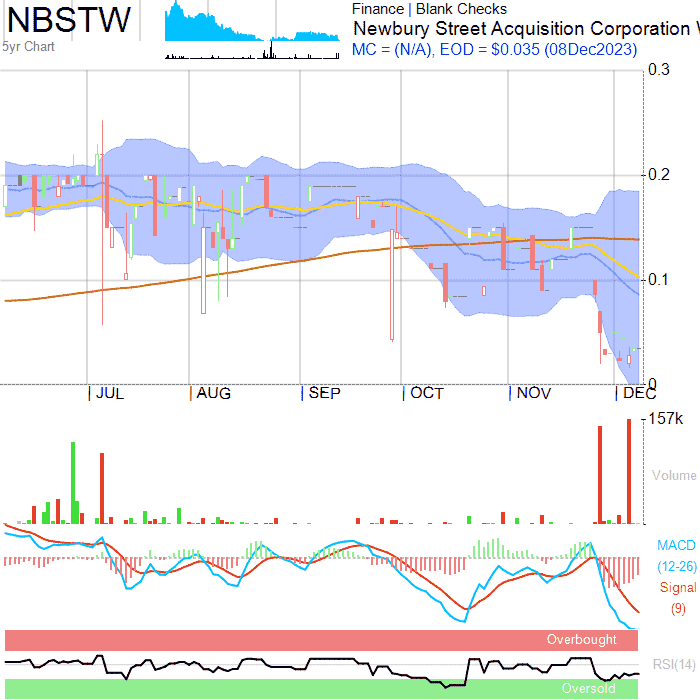 NBSTW
5yr Chart
Finance | Blank Checks
Newbury Street Acquisition Corporation W
MC = (N/A), EOD = $0.035 (08Dec2023)
0.3
0.2
0.1
0
JUL
AUG
SEP
OCT
NOV
DEC
157k
Volume
MACD
(12-26)
Signal
(9)
Overbought
RSI(14)
Oversold